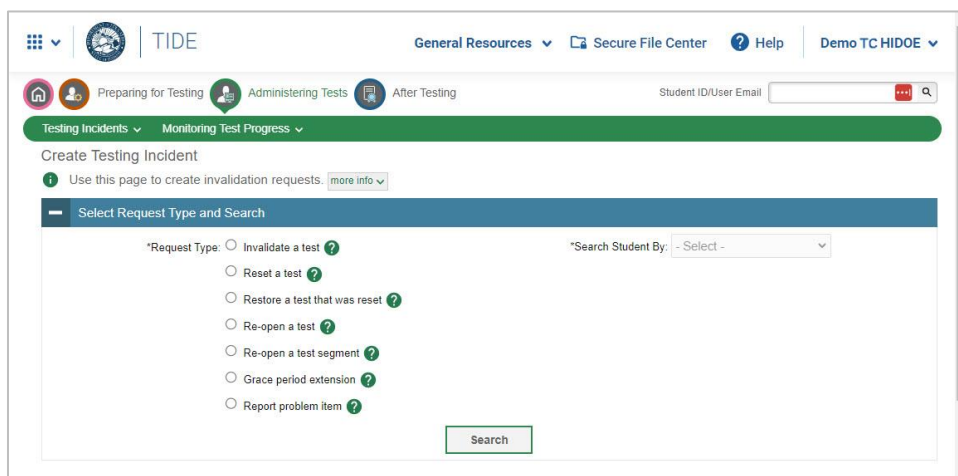 TIDE
General Resources
Secure File Center
? Help
Demo TC HIDOE
Preparing for Testing
Administering Tests
After Testing
Student ID/User Email
Testing Incidents
Monitoring Test Progress
Create Testing Incident
i Use this page to create invalidation requests. more info
Select Request Type and Search
*Request Type: Invalidate a test ?
*Search Student By: - Select -
Reset a test ?
Restore a test that was reset ?
Re-open a test ?
Re-open a test segment ?
Grace period extension ?
Report problem item ?
Search